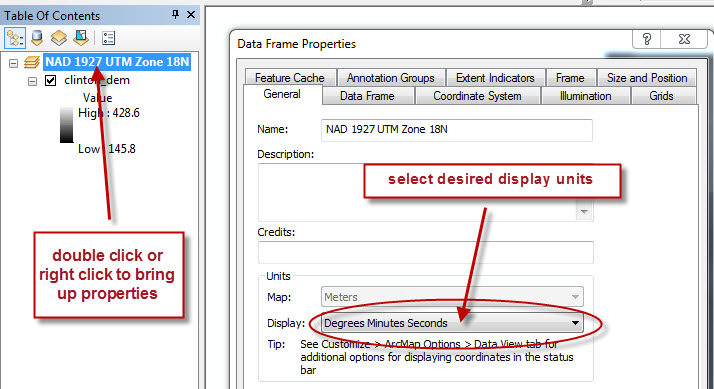 Table Of Contents
NAD 1927 UTM Zone 18N
clinton_dem
Value
High : 428.6
Low : 145.8
double click or
right click to bring
up properties
Data Frame Properties
Feature Cache Annotation Groups Extent Indicators Frame Size and Position
General Data Frame Coordinate System Illumination Grids
Name: NAD 1927 UTM Zone 18N
Description:
select desired display units
Credits:
Units
Map: Meters
Display: Degrees Minutes Seconds
Tip: See Customize > ArcMap Options > Data View tab for
additional options for displaying coordinates in the status
bar